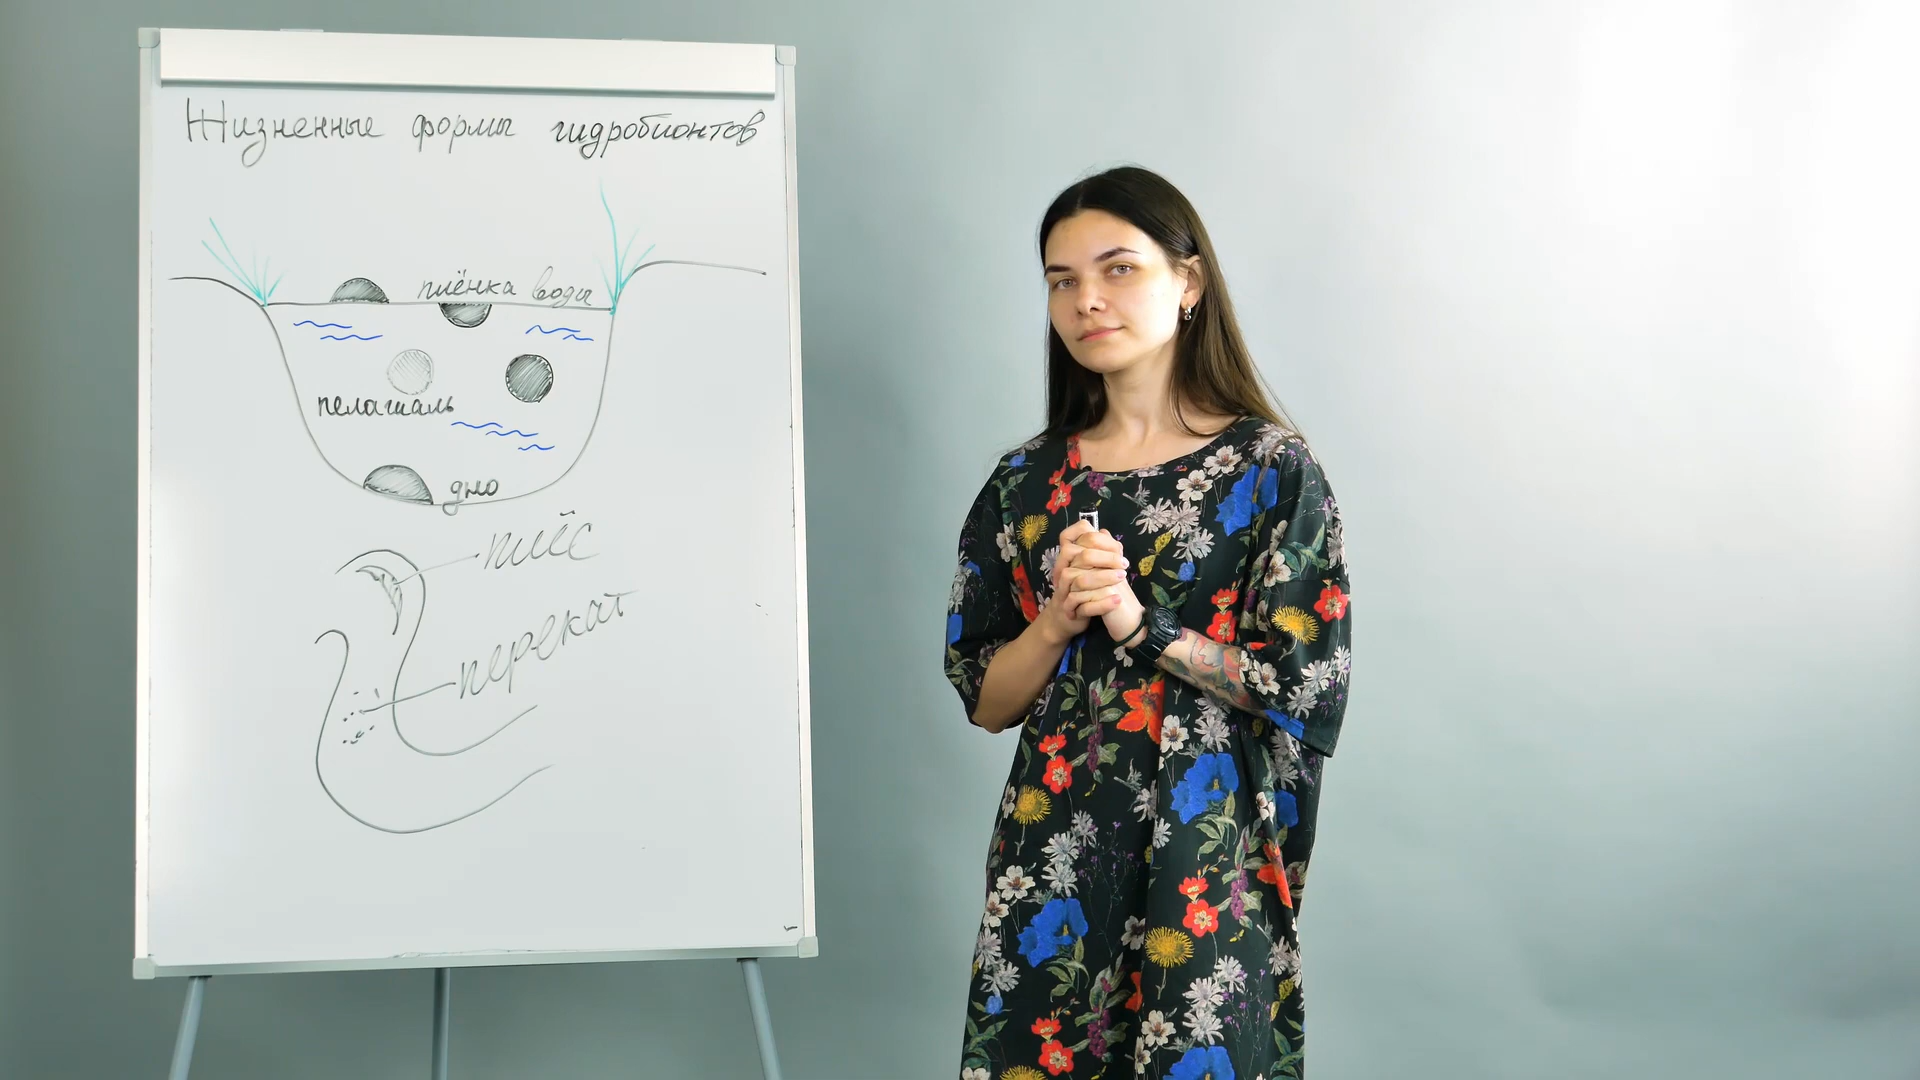 Жизненные формы гидробионтов
плёнка воды
пелагиаль
дно
плёс
перекат